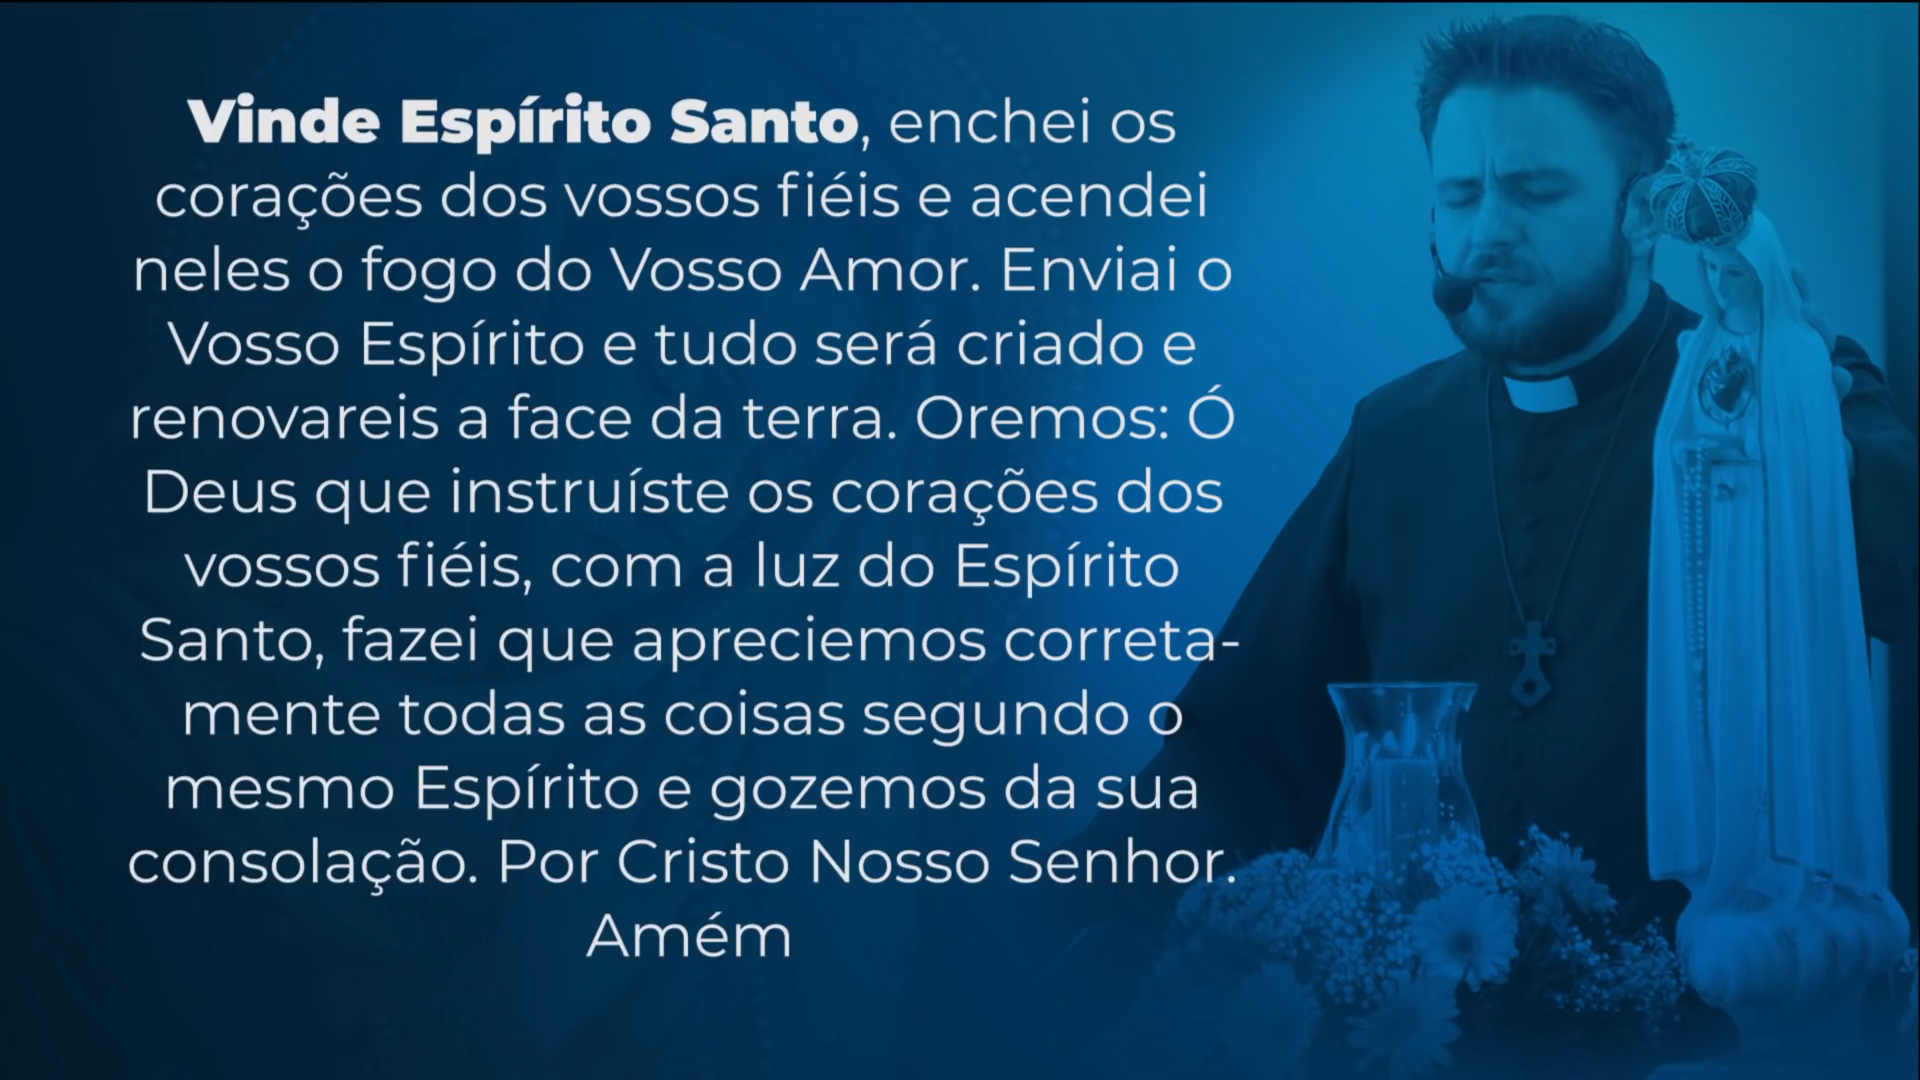 Vinde Espírito Santo, enchei os
corações dos vossos fiéis e acendei
neles o fogo do Vosso Amor. Enviai o
Vosso Espírito e tudo será criado e
renovareis a face da terra. Oremos: Ó
Deus que instruíste os corações dos
vossos fiéis, com a luz do Espírito
Santo, fazei que apreciemos correta-
mente todas as coisas segundo o
mesmo Espírito e gozemos da sua
consolação. Por Cristo Nosso Senhor.
Amém